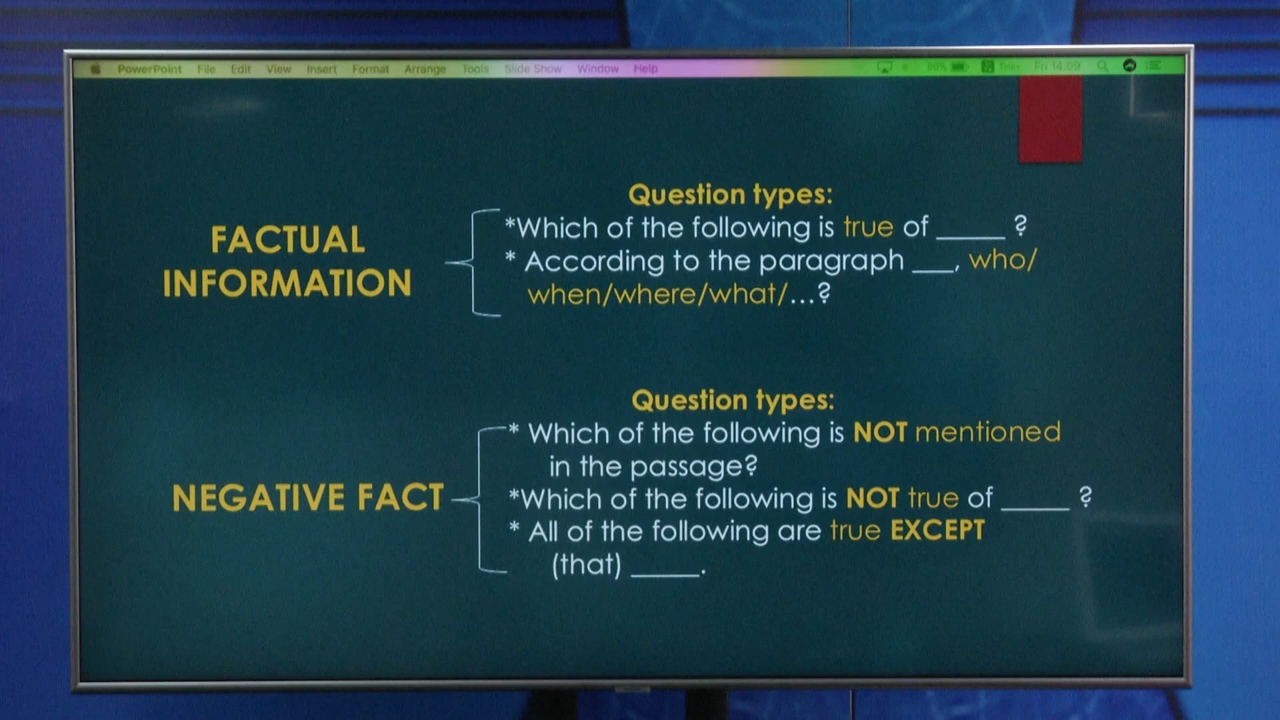 PowerPoint File Edit View Insert Format Arrange Tools Slide Show Window Help Fri 14:09
FACTUAL
INFORMATION
Question types:
*Which of the following is true of _____ ?
* According to the paragraph ___, who/
when/where/what/...?
NEGATIVE FACT
Question types:
* Which of the following is NOT mentioned
in the passage?
*Which of the following is NOT true of _____ ?
* All of the following are true EXCEPT
(that) _____.